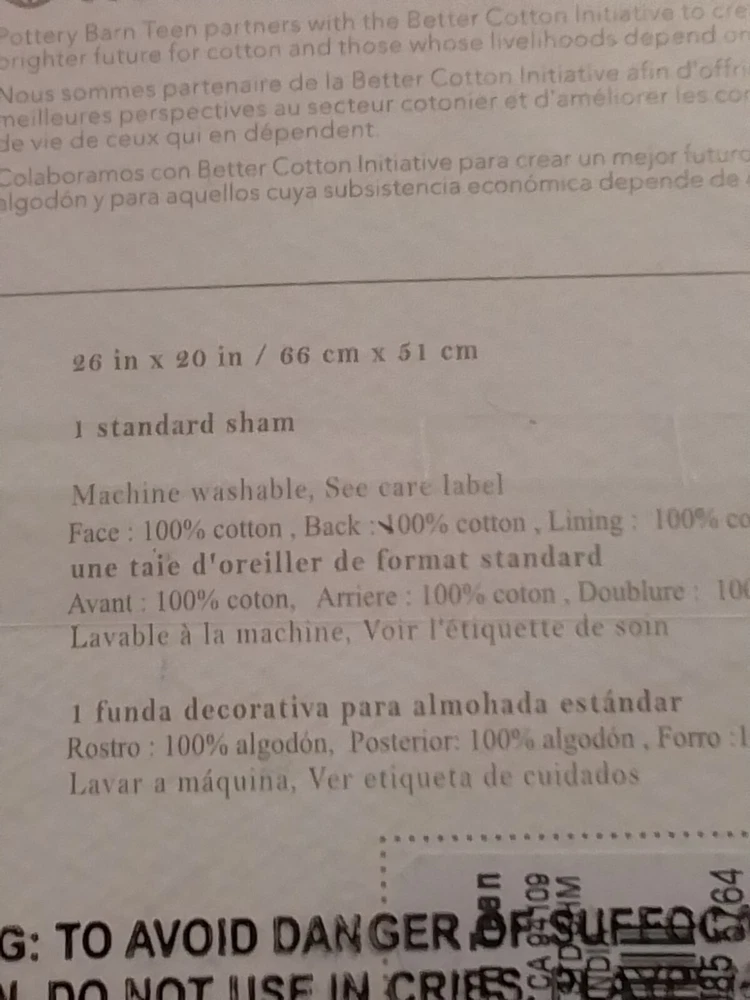 Pottery Barn Teen partners with the Better Cotton Initiative to cre
brighter future for cotton and those whose livelihoods depend on
Nous sommes partenaire de la Better Cotton Initiative afin d'offri
meilleures perspectives au secteur cotonier et d'améliorer les con
de vie de ceux qui en dépendent.
Colaboramos con Better Cotton Initiative para crear un mejor futuro
algodón y para aquellos cuya subsistencia económica depende de
26 in x 20 in / 66 cm x 51 cm
1 standard sham
Machine washable, See care label
Face : 100% cotton , Back : 100% cotton , Lining : 100% co
une taie d'oreiller de format standard
Avant : 100% coton, Arriere : 100% coton , Doublure : 100
Lavable à la machine, Voir l'étiquette de soin
1 funda decorativa para almohada estándar
Rostro : 100% algodón, Posterior: 100% algodón , Forro :1
Lavar a máquina, Ver etiqueta de cuidados
G: TO AVOID DANGER OF SUFFOC
DO NOT USE IN CRIBS,
CA 94109